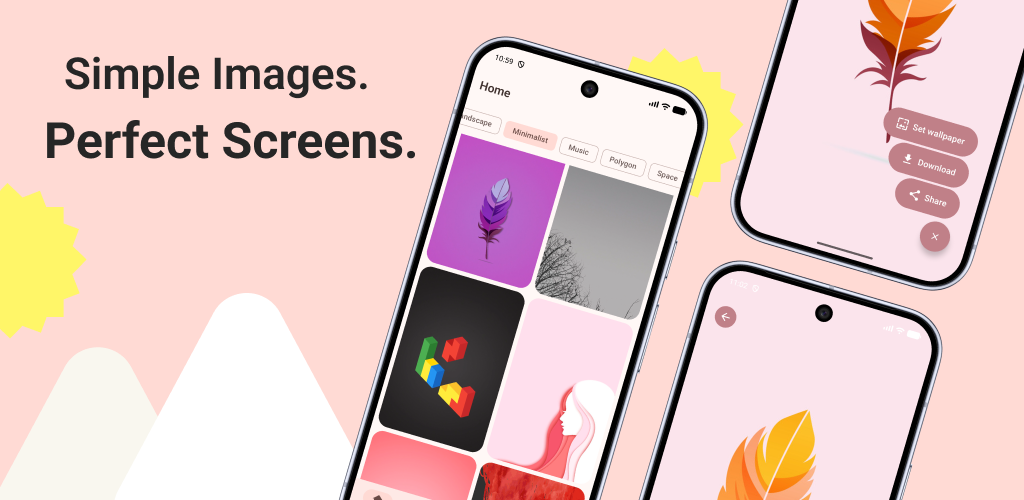 Simple Images.
Perfect Screens.
10:59
Home
ndscape Minimalist Music Polygon Space
Set wallpaper
Download
Share